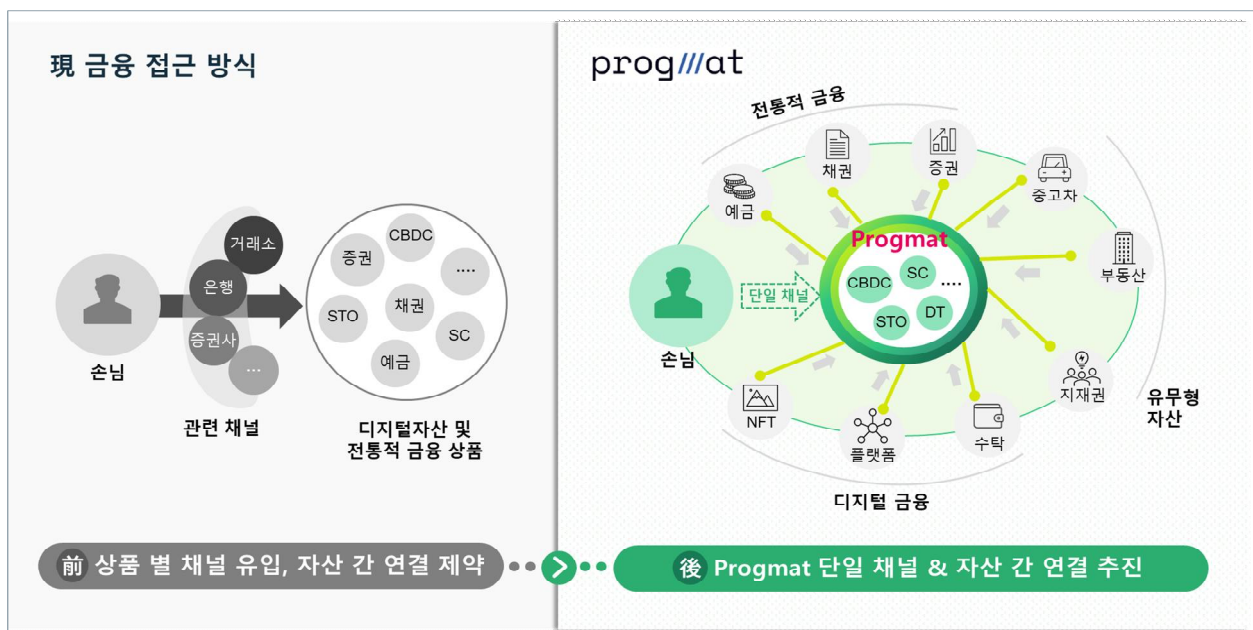 現 금융 접근 방식
거래소
은행
증권사
...
손님
관련 채널
CBDC
증권
....
채권
STO
SC
예금
디지털자산 및
전통적 금융 상품
prog///at
전통적 금융
예금
채권
증권
중고차
부동산
지재권
유무형
자산
수탁
플랫폼
NFT
디지털 금융
손님
단일 채널
Progmat
CBDC
SC
....
STO
DT
前 상품 별 채널 유입, 자산 간 연결 제약
後 Progmat 단일 채널 & 자산 간 연결 추진